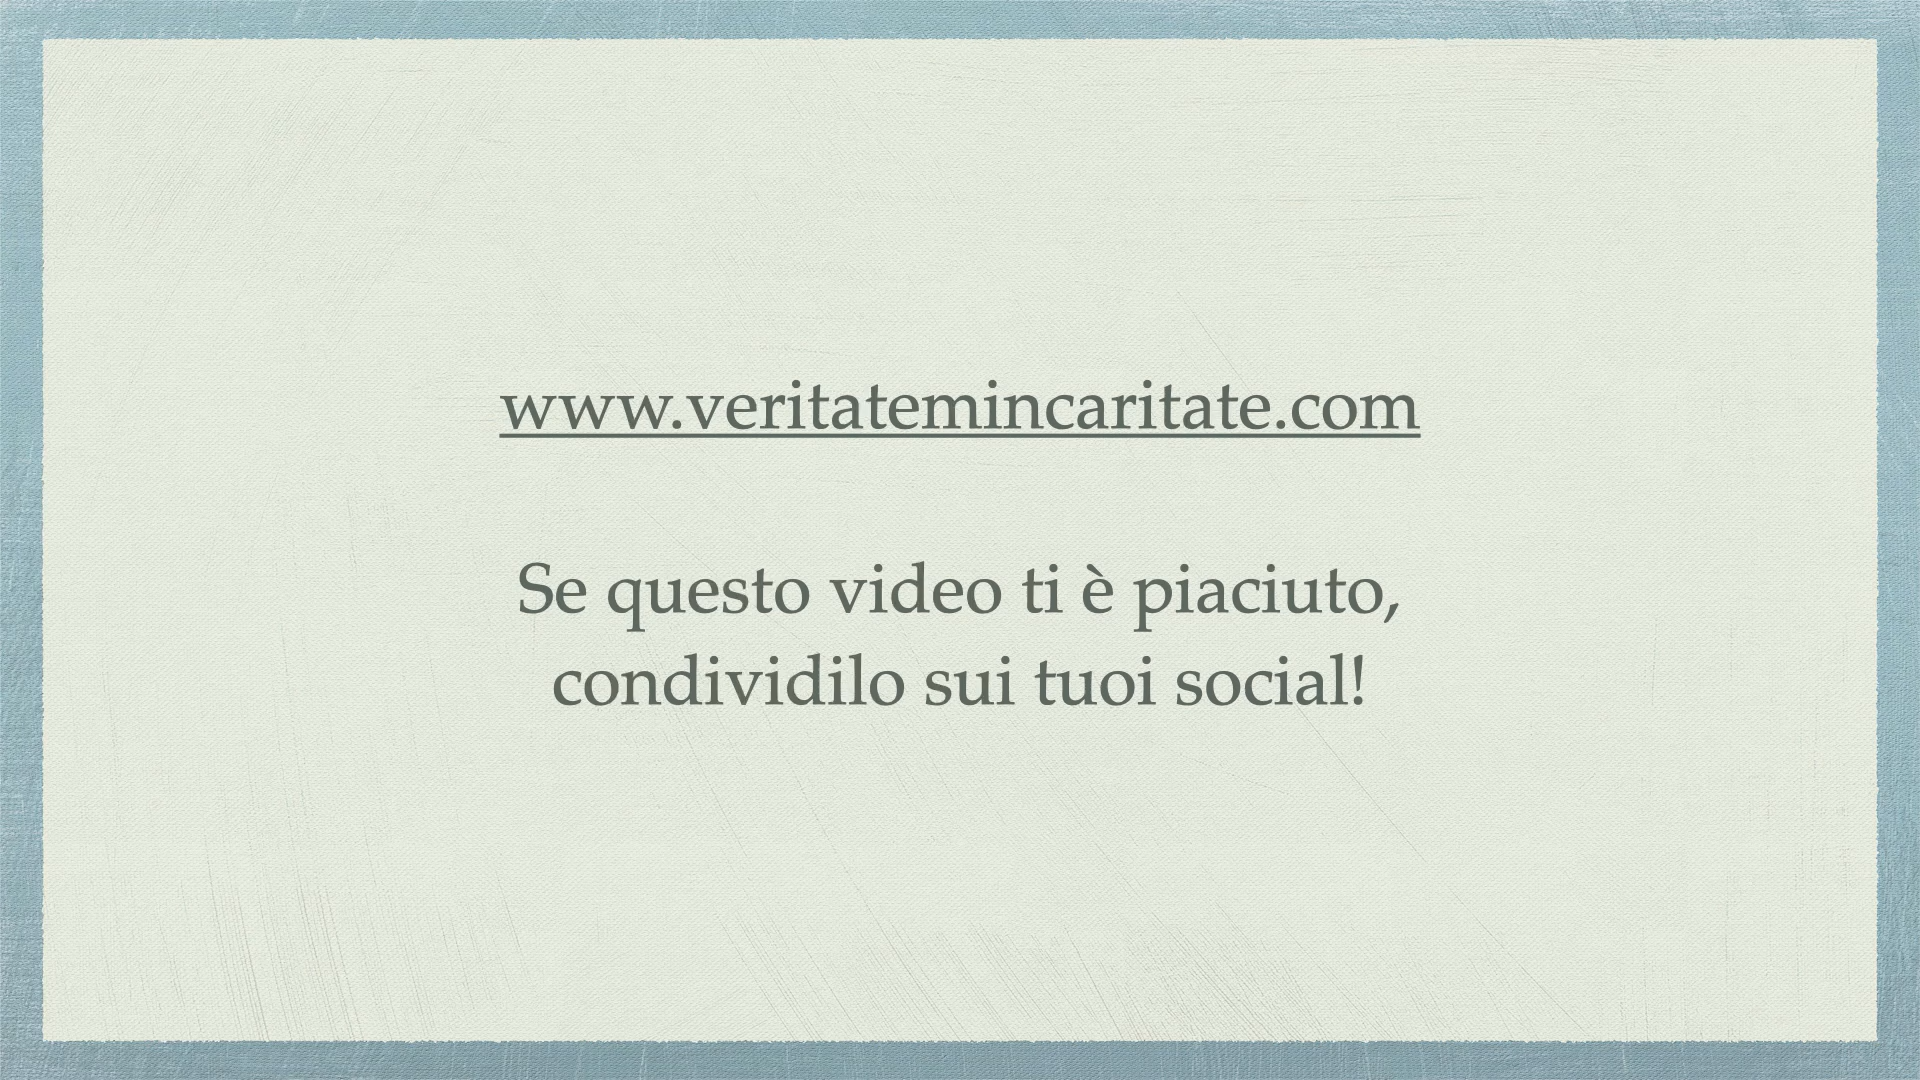 www.veritatemincaritate.com
Se questo video ti è piaciuto,
condividilo sui tuoi social!